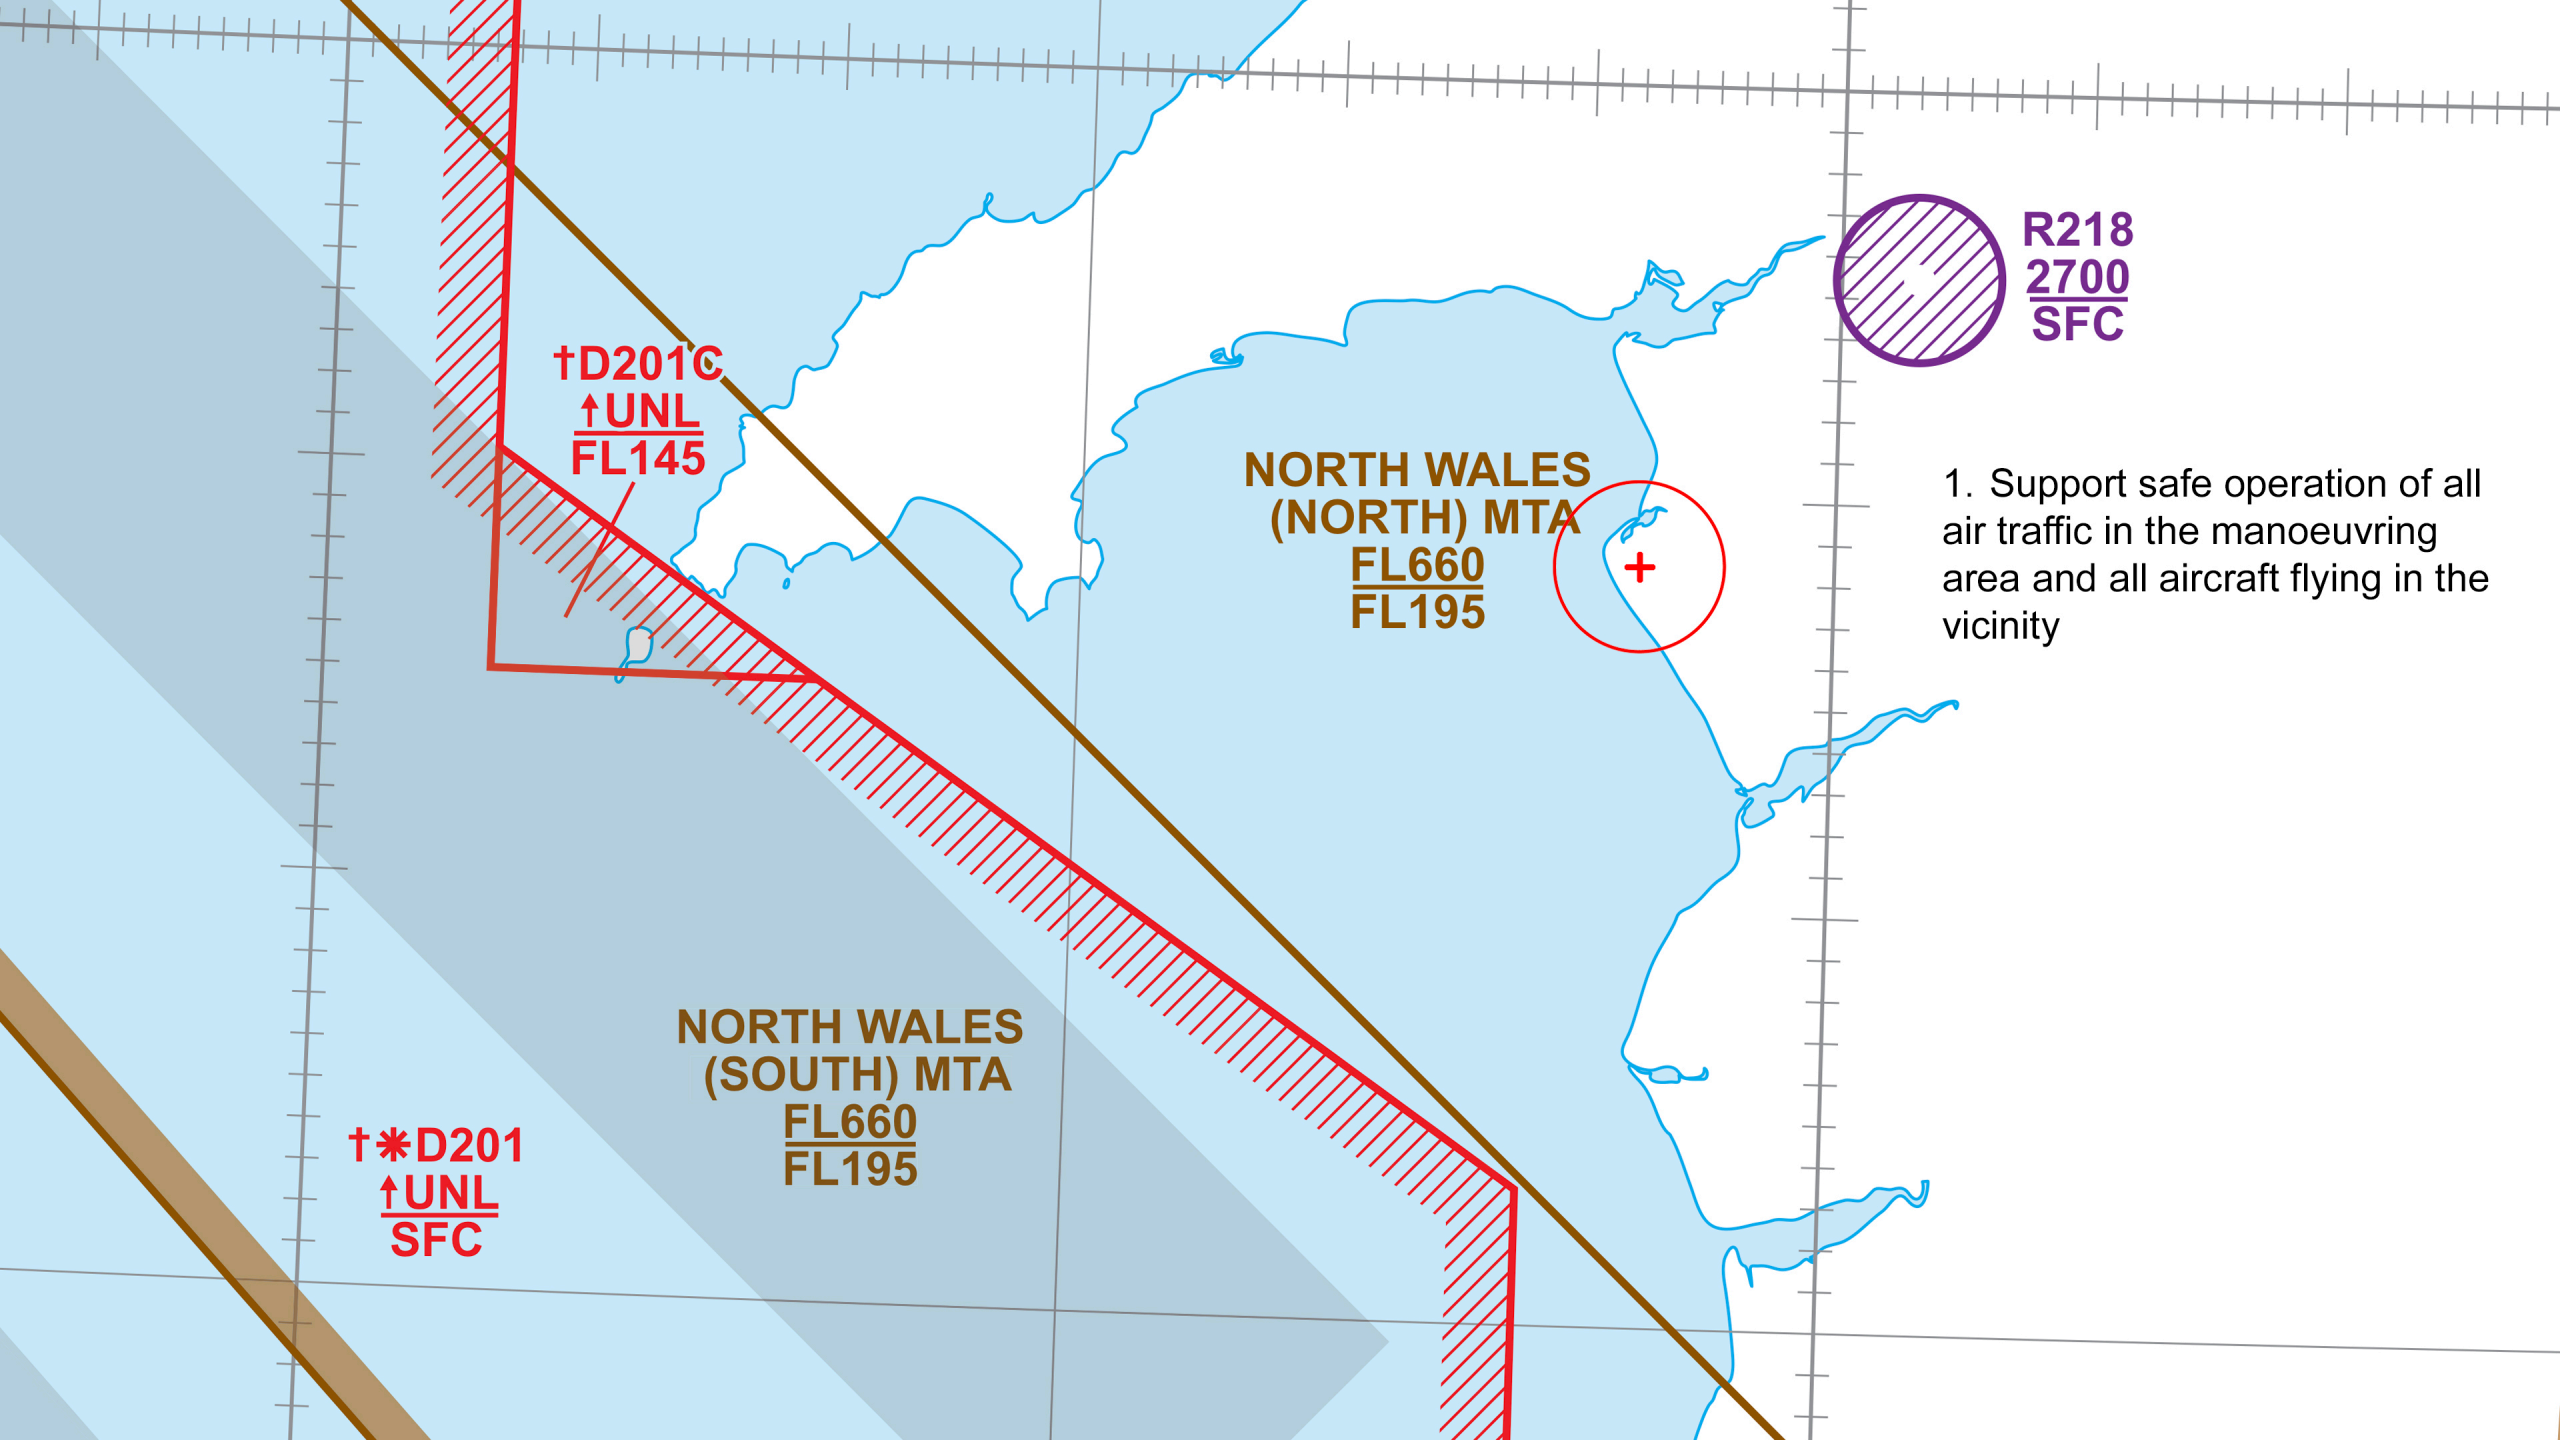 R218
2700
SFC
†D201C
↑UNL
FL145
NORTH WALES
(NORTH) MTA
FL660
FL195
1. Support safe operation of all
air traffic in the manoeuvring
area and all aircraft flying in the
vicinity
NORTH WALES
(SOUTH) MTA
FL660
FL195
†✳D201
↑UNL
SFC